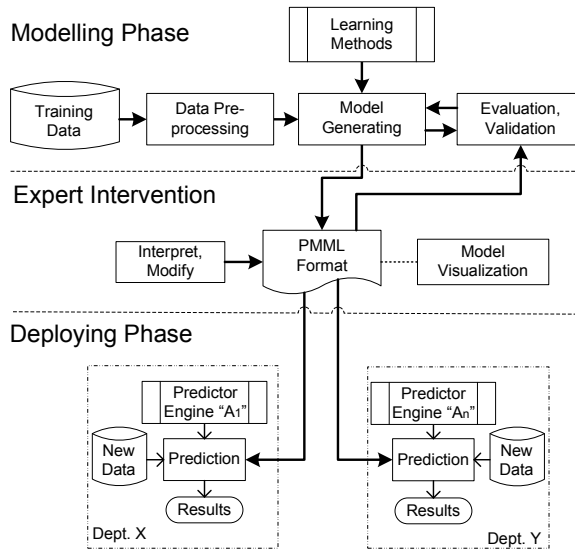 Modelling Phase
Learning
Methods
Training
Data
Data Pre-
processing
Model
Generating
Evaluation,
Validation
Expert Intervention
Interpret,
Modify
PMML
Format
Model
Visualization
Deploying Phase
Predictor
Engine “A1”
New
Data
Prediction
Results
Dept. X
Predictor
Engine “An”
Prediction
New
Data
Results
Dept. Y